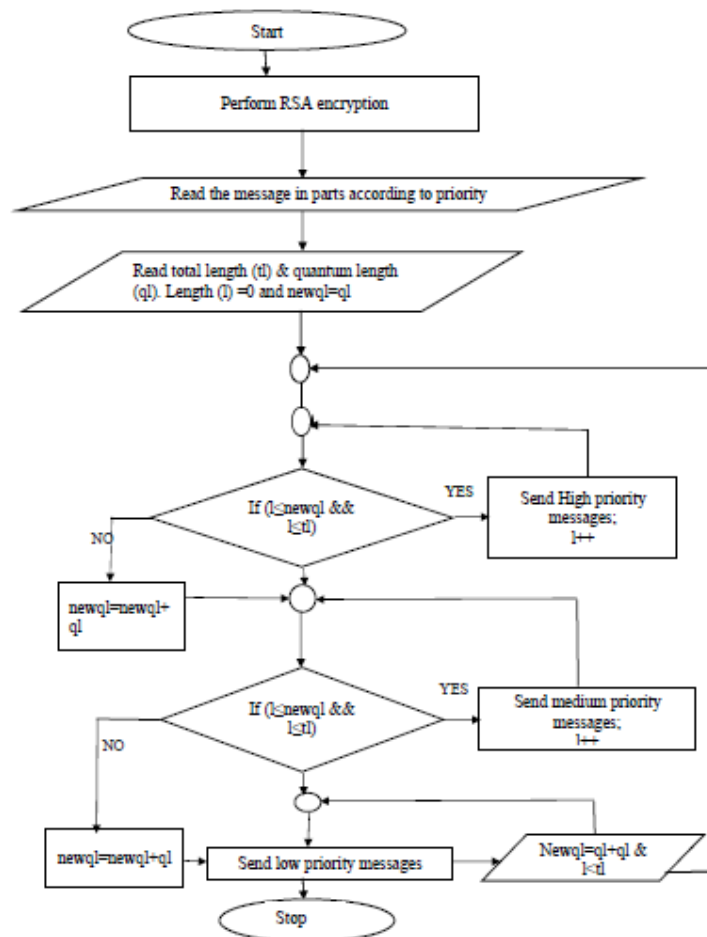 Start
Perform RSA encryption
Read the message in parts according to priority
Read total length (tl) & quantum length
(ql). Length (l) =0 and newql=ql
If (l≤newql &&
l≤tl)
YES
Send High priority
messages;
l++
NO
newql=newql+
ql
If (l≤newql &&
l≤tl)
YES
Send medium priority
messages;
l++
NO
newql=newql+ql
Send low priority messages
Newql=ql+ql &
l<tl
Stop